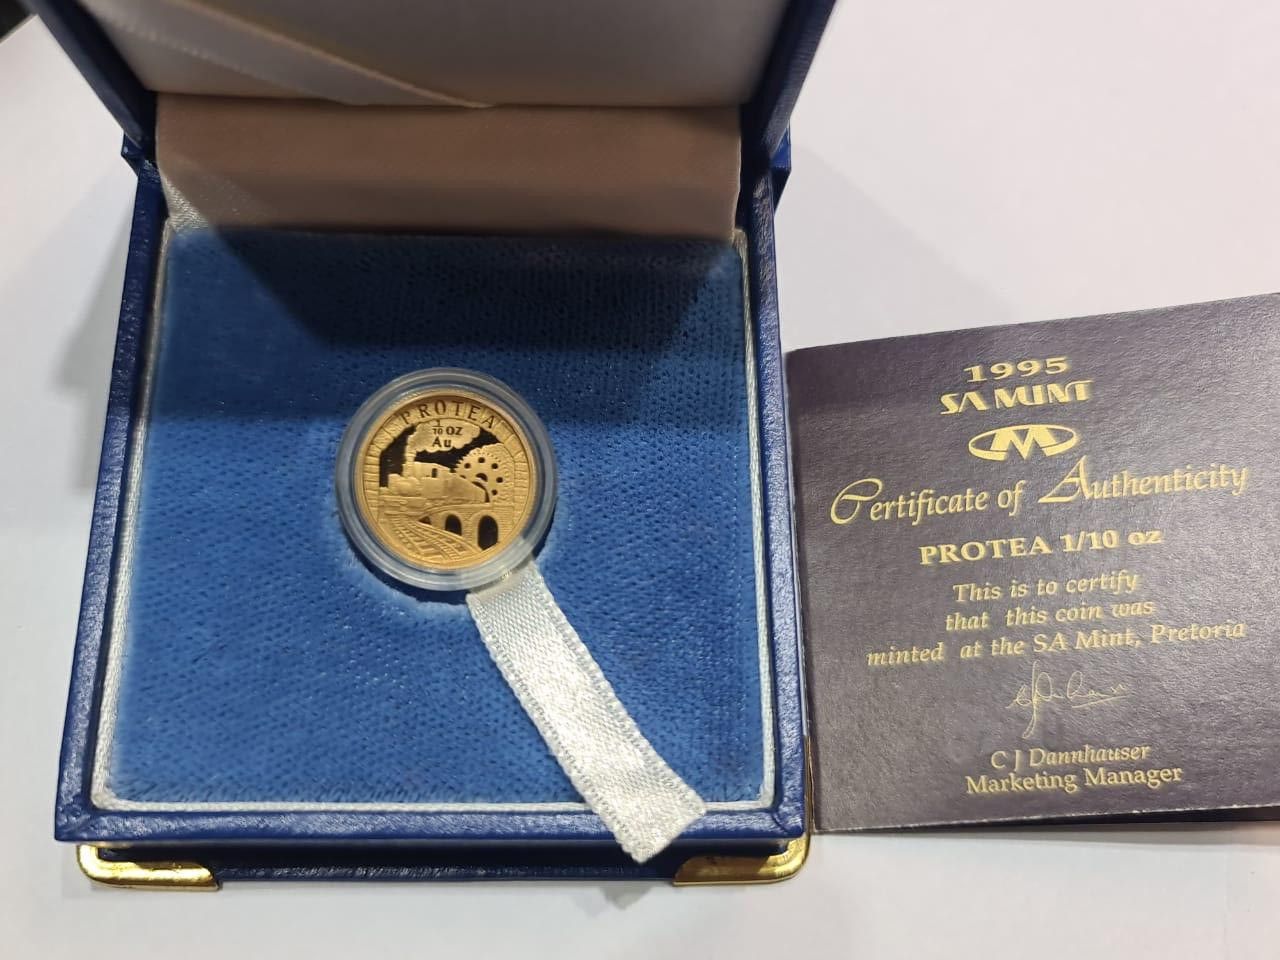 PROTEA
1/10 OZ
Au
1995
SA MINT
Certificate of Authenticity
PROTEA 1/10 oz
This is to certify
that this coin was
minted at the SA Mint, Pretoria
C J Dannhauser
Marketing Manager